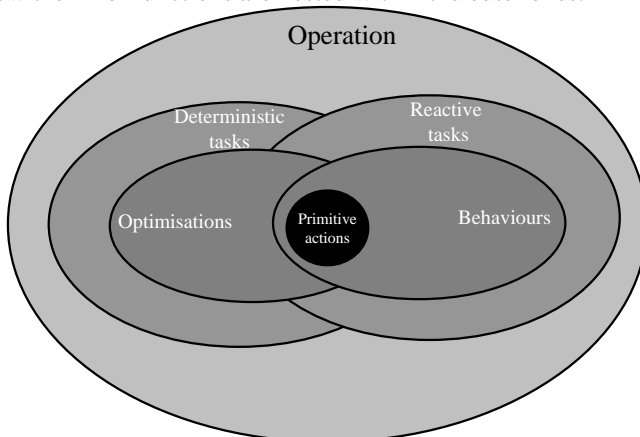 Operation
Deterministic
tasks
Reactive
tasks
Optimisations
Primitive
actions
Behaviours